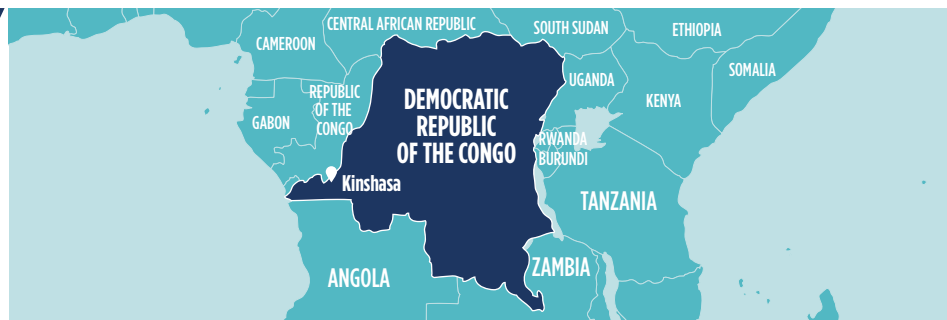 CENTRAL AFRICAN REPUBLIC
SOUTH SUDAN
ETHIOPIA
CAMEROON
SOMALIA
UGANDA
KENYA
REPUBLIC
OF THE
CONGO
GABON
DEMOCRATIC
REPUBLIC
OF THE CONGO
RWANDA
BURUNDI
Kinshasa
TANZANIA
ANGOLA
ZAMBIA